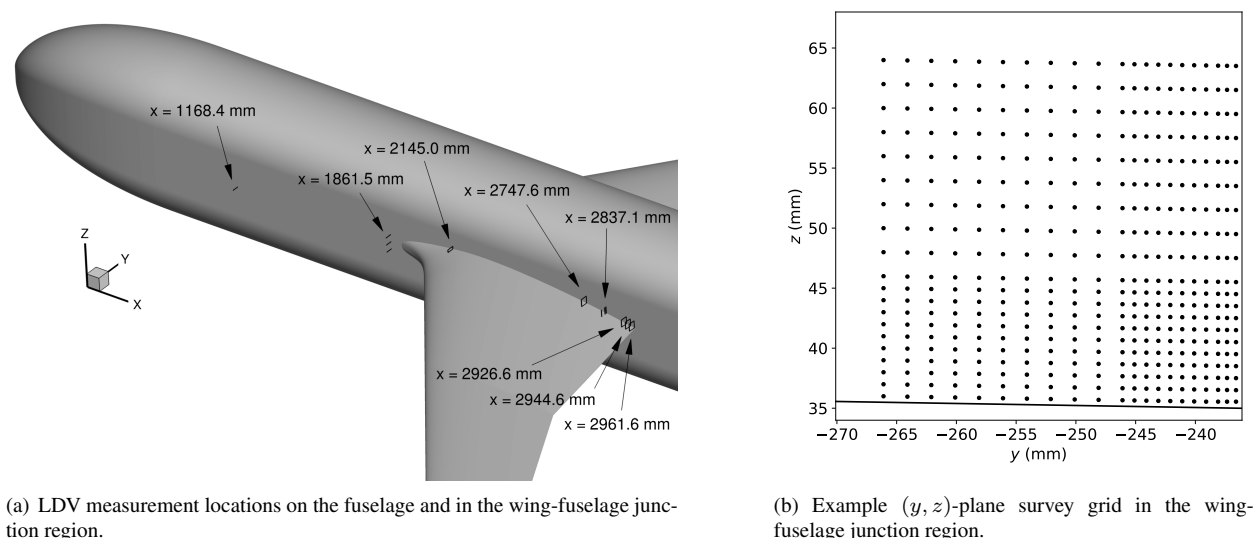 x = 1168.4 mm
x = 2145.0 mm
x = 1861.5 mm
x = 2747.6 mm
x = 2837.1 mm
Z
Y
X
x = 2926.6 mm
x = 2944.6 mm
x = 2961.6 mm
(a) LDV measurement locations on the fuselage and in the wing-fuselage junc-
tion region.
65
60
55
50
45
40
35
z (mm)
−270 −265 −260 −255 −250 −245 −240
y (mm)
(b) Example (y, z)-plane survey grid in the wing-
fuselage junction region.